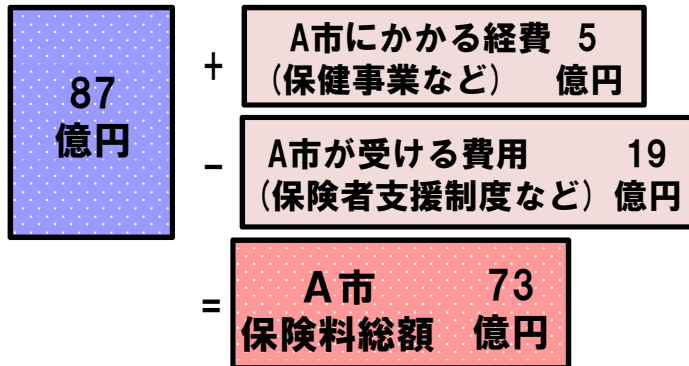 87
億円
+
A市にかかる経費 5
(保健事業など) 億円
-
A市が受ける費用 19
(保険者支援制度など) 億円
=
A市 73
保険料総額 億円